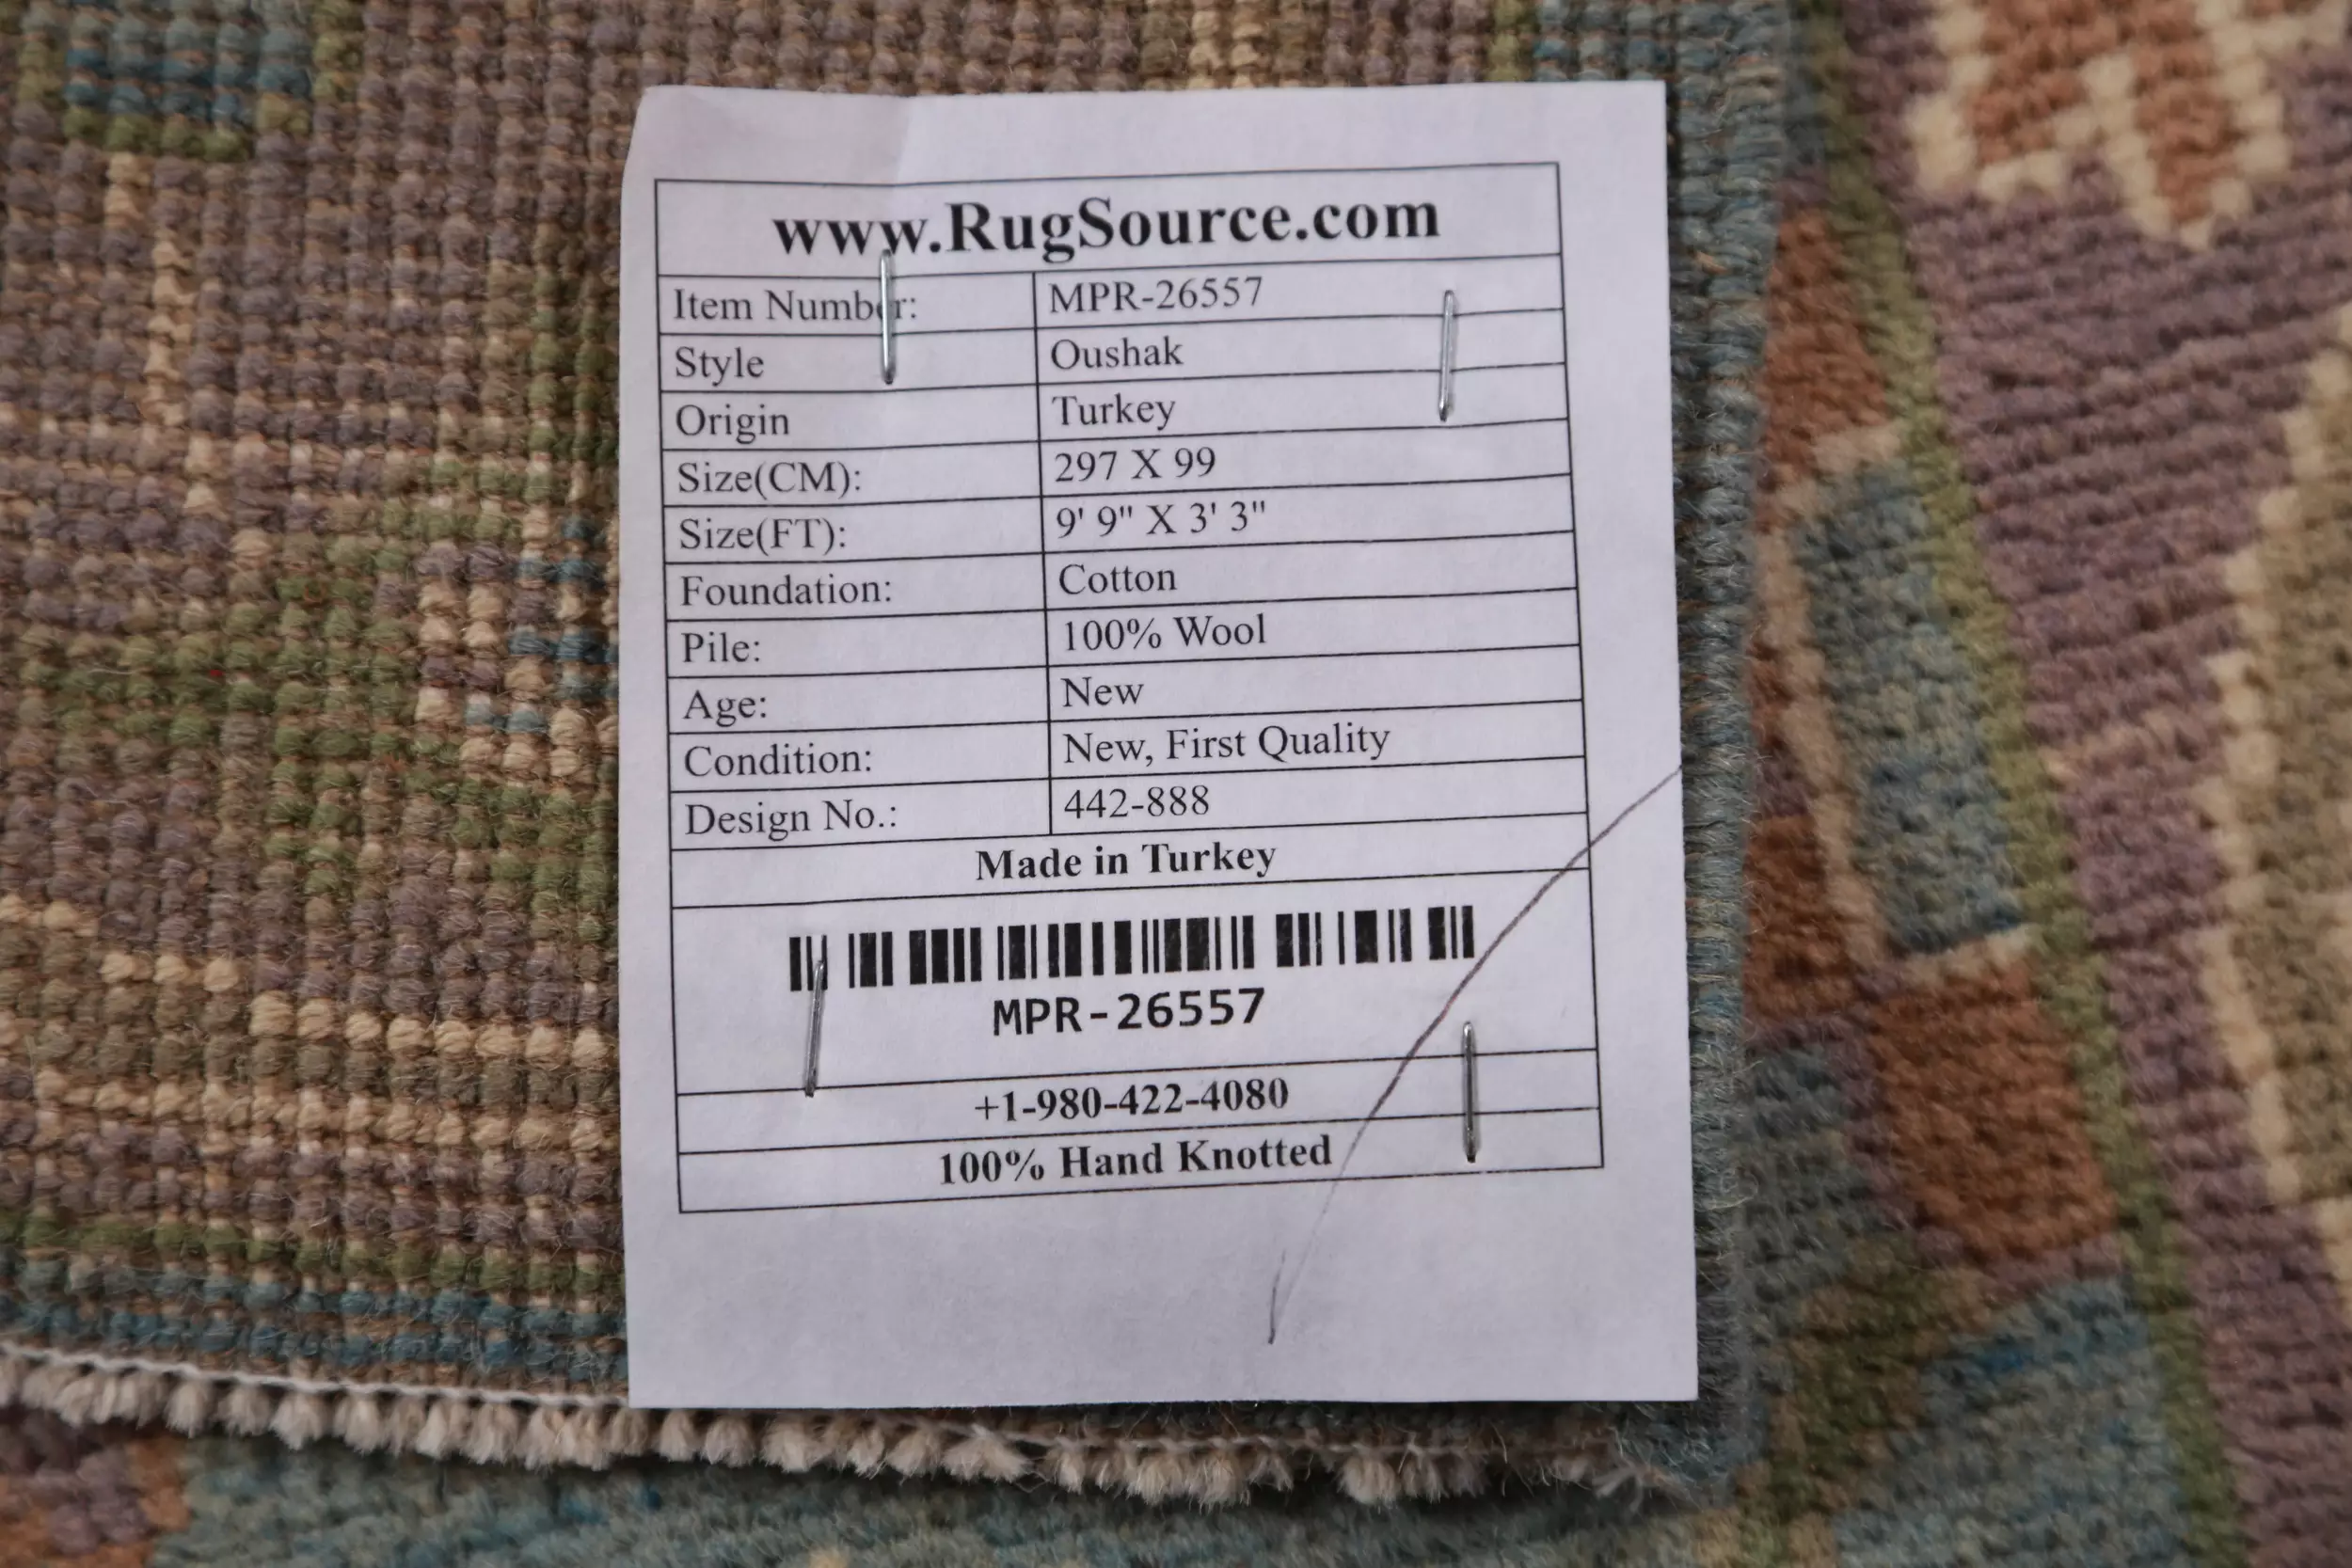 www.RugSource.com
Item Number: MPR-26557
Style Oushak
Origin Turkey
Size(CM): 297 X 99
Size(FT): 9' 9" X 3' 3"
Foundation: Cotton
Pile: 100% Wool
Age: New
Condition: New, First Quality
Design No.: 442-888
Made in Turkey
MPR-26557
+1-980-422-4080
100% Hand Knotted